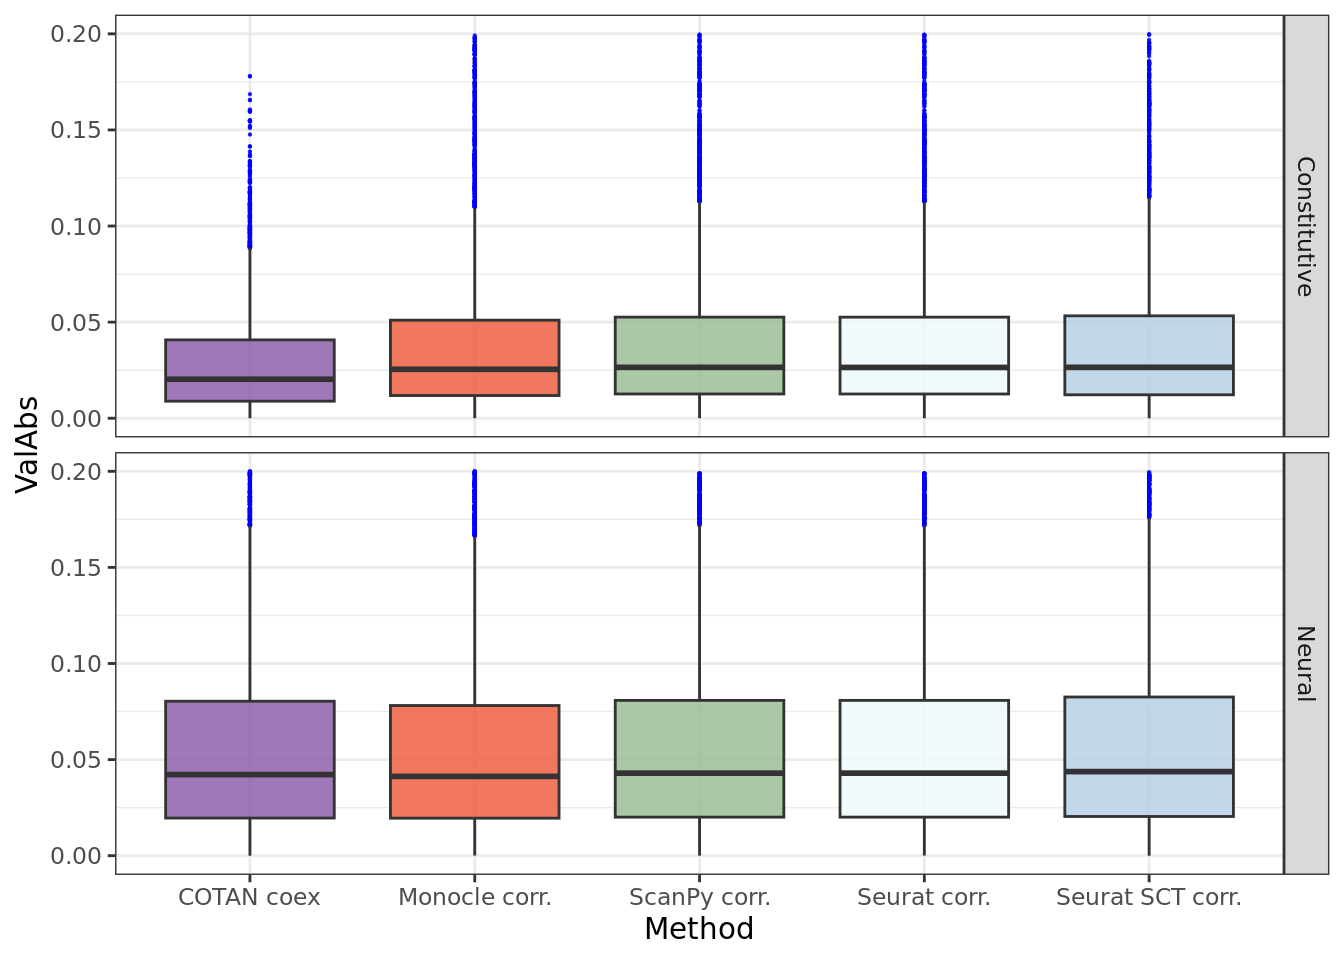 0.20
0.15
0.10
0.05
0.00
Constitutive
ValAbs
0.20
0.15
0.10
0.05
0.00
Neural
COTAN coex Monocle corr. ScanPy corr. Seurat corr. Seurat SCT corr.
Method